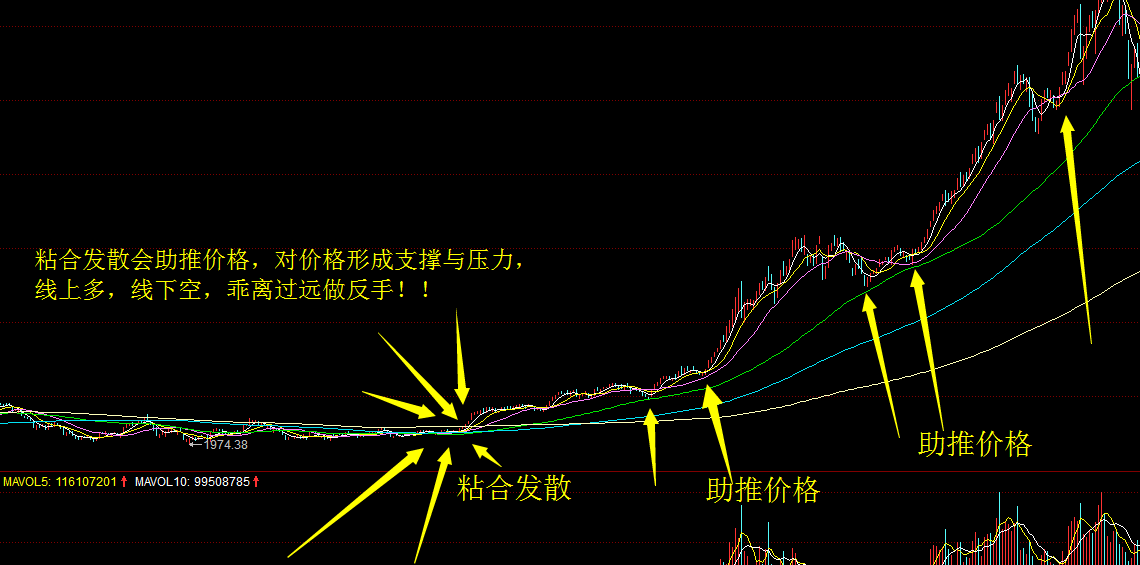 粘合发散会助推价格，对价格形成支撑与压力，
线上多，线下空，乖离过远做反手！！
←1974.38
助推价格
粘合发散
助推价格
MAVOL5: 116107201↑ MAVOL10: 99508785↑